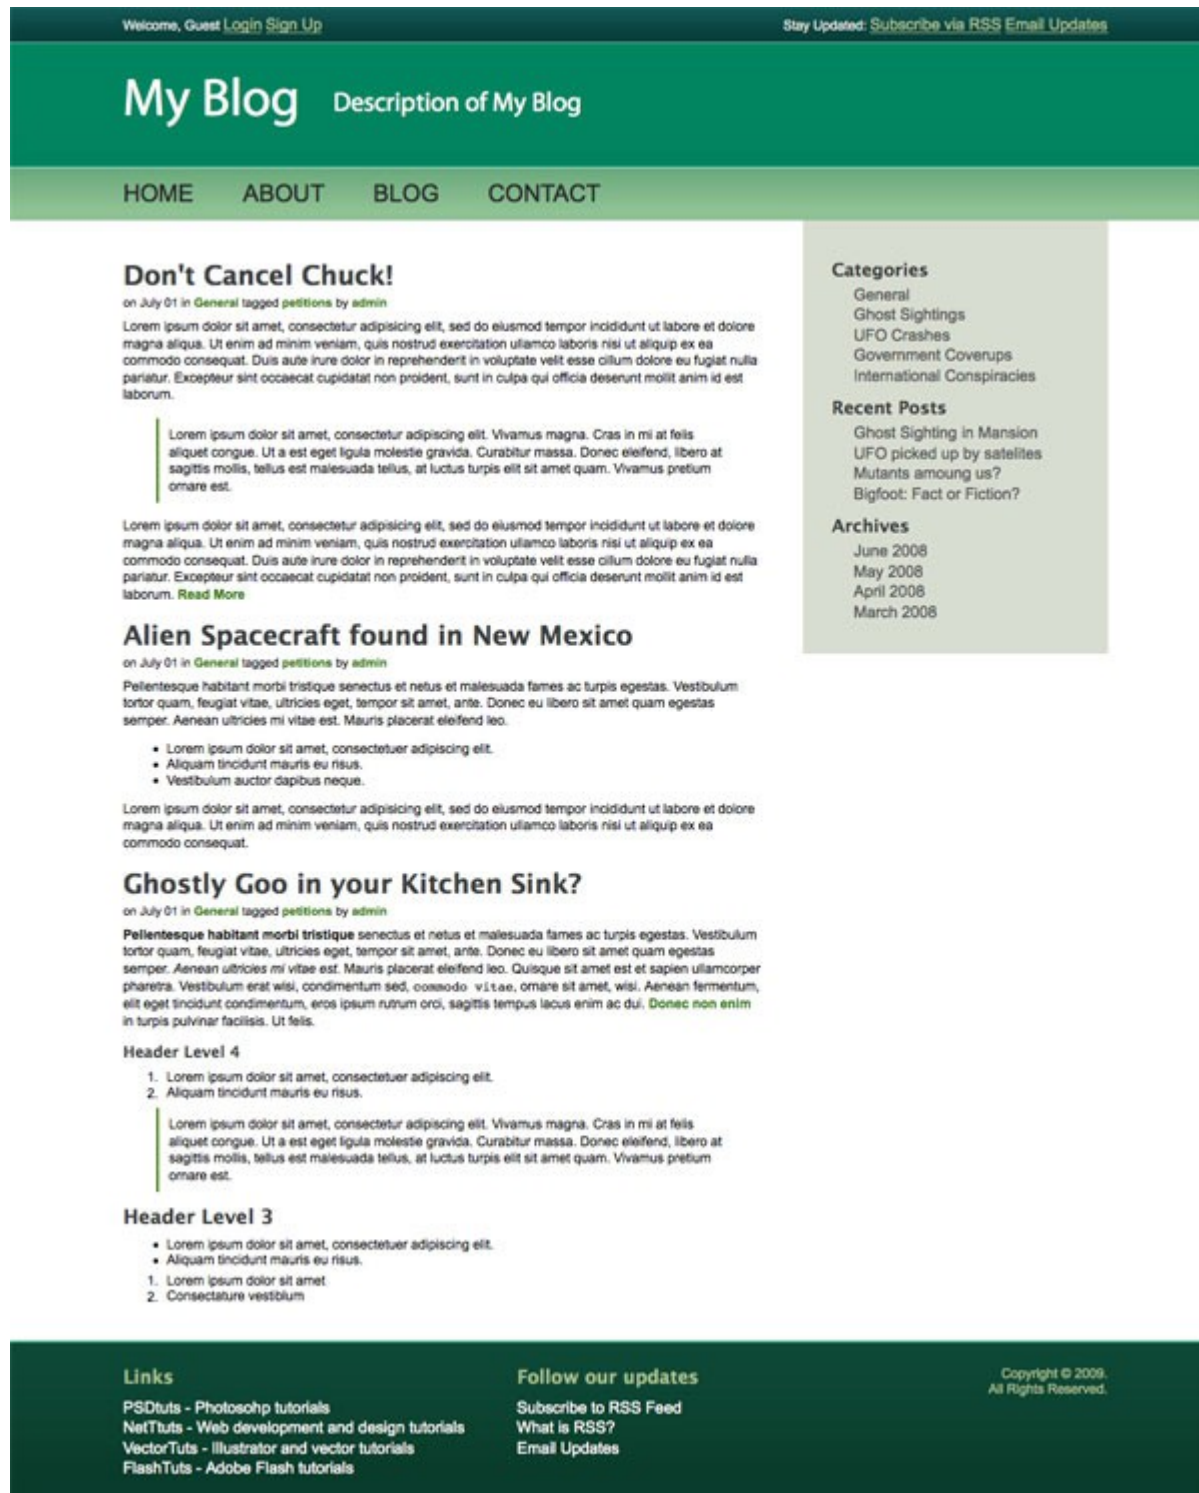 Welcome, Guest Login Sign Up
Stay Updated: Subscribe via RSS Email Updates
My Blog Description of My Blog
HOME ABOUT BLOG CONTACT
Don't Cancel Chuck!
on July 01 in General tagged petitions by admin
Lorem ipsum dolor sit amet, consectetur adipisicing elit, sed do eiusmod tempor incididunt ut labore et dolore
magna aliqua. Ut enim ad minim veniam, quis nostrud exercitation ullamco laboris nisi ut aliquip ex ea
commodo consequat. Duis aute irure dolor in reprehenderit in voluptate velit esse cillum dolore eu fugiat nulla
pariatur. Excepteur sint occaecat cupidatat non proident, sunt in culpa qui officia deserunt mollit anim id est
laborum.
Lorem ipsum dolor sit amet, consectetur adipiscing elit. Vivamus magna. Cras in mi at felis
aliquet congue. Ut a est eget ligula molestie gravida. Curabitur massa. Donec eleifend, libero at
sagittis mollis, tellus est malesuada tellus, at luctus turpis elit sit amet quam. Vivamus pretium
ornare est.
Lorem ipsum dolor sit amet, consectetur adipisicing elit, sed do eiusmod tempor incididunt ut labore et dolore
magna aliqua. Ut enim ad minim veniam, quis nostrud exercitation ullamco laboris nisi ut aliquip ex ea
commodo consequat. Duis aute irure dolor in reprehenderit in voluptate velit esse cillum dolore eu fugiat nulla
pariatur. Excepteur sint occaecat cupidatat non proident, sunt in culpa qui officia deserunt mollit anim id est
laborum. Read More
Alien Spacecraft found in New Mexico
on July 01 in General tagged petitions by admin
Pellentesque habitant morbi tristique senectus et netus et malesuada fames ac turpis egestas. Vestibulum
tortor quam, feugiat vitae, ultricies eget, tempor sit amet, ante. Donec eu libero sit amet quam egestas
semper. Aenean ultricies mi vitae est. Mauris placerat eleifend leo.
• Lorem ipsum dolor sit amet, consectetuer adipiscing elit.
• Aliquam tincidunt mauris eu risus.
• Vestibulum auctor dapibus neque.
Lorem ipsum dolor sit amet, consectetur adipisicing elit, sed do eiusmod tempor incididunt ut labore et dolore
magna aliqua. Ut enim ad minim veniam, quis nostrud exercitation ullamco laboris nisi ut aliquip ex ea
commodo consequat.
Ghostly Goo in your Kitchen Sink?
on July 01 in General tagged petitions by admin
Pellentesque habitant morbi tristique senectus et netus et malesuada fames ac turpis egestas. Vestibulum
tortor quam, feugiat vitae, ultricies eget, tempor sit amet, ante. Donec eu libero sit amet quam egestas
semper. Aenean ultricies mi vitae est. Mauris placerat eleifend leo. Quisque sit amet est et sapien ullamcorper
pharetra. Vestibulum erat wisi, condimentum sed, commodo vitae, ornare sit amet, wisi. Aenean fermentum,
elit eget tincidunt condimentum, eros ipsum rutrum orci, sagittis tempus lacus enim ac dui. Donec non enim
in turpis pulvinar facilisis. Ut felis.
Header Level 4
1. Lorem ipsum dolor sit amet, consectetuer adipiscing elit.
2. Aliquam tincidunt mauris eu risus.
Lorem ipsum dolor sit amet, consectetur adipiscing elit. Vivamus magna. Cras in mi at felis
aliquet congue. Ut a est eget ligula molestie gravida. Curabitur massa. Donec eleifend, libero at
sagittis mollis, tellus est malesuada tellus, at luctus turpis elit sit amet quam. Vivamus pretium
ornare est.
Header Level 3
• Lorem ipsum dolor sit amet, consectetuer adipiscing elit.
• Aliquam tincidunt mauris eu risus.
1. Lorem ipsum dolor sit amet
2. Consectature vestiblum
Categories
General
Ghost Sightings
UFO Crashes
Government Coverups
International Conspiracies
Recent Posts
Ghost Sighting in Mansion
UFO picked up by satelites
Mutants amoung us?
Bigfoot: Fact or Fiction?
Archives
June 2008
May 2008
April 2008
March 2008
Links
PSDtuts - Photosohp tutorials
NetTtuts - Web development and design tutorials
VectorTuts - Illustrator and vector tutorials
FlashTuts - Adobe Flash tutorials
Follow our updates
Subscribe to RSS Feed
What is RSS?
Email Updates
Copyright © 2009.
All Rights Reserved.